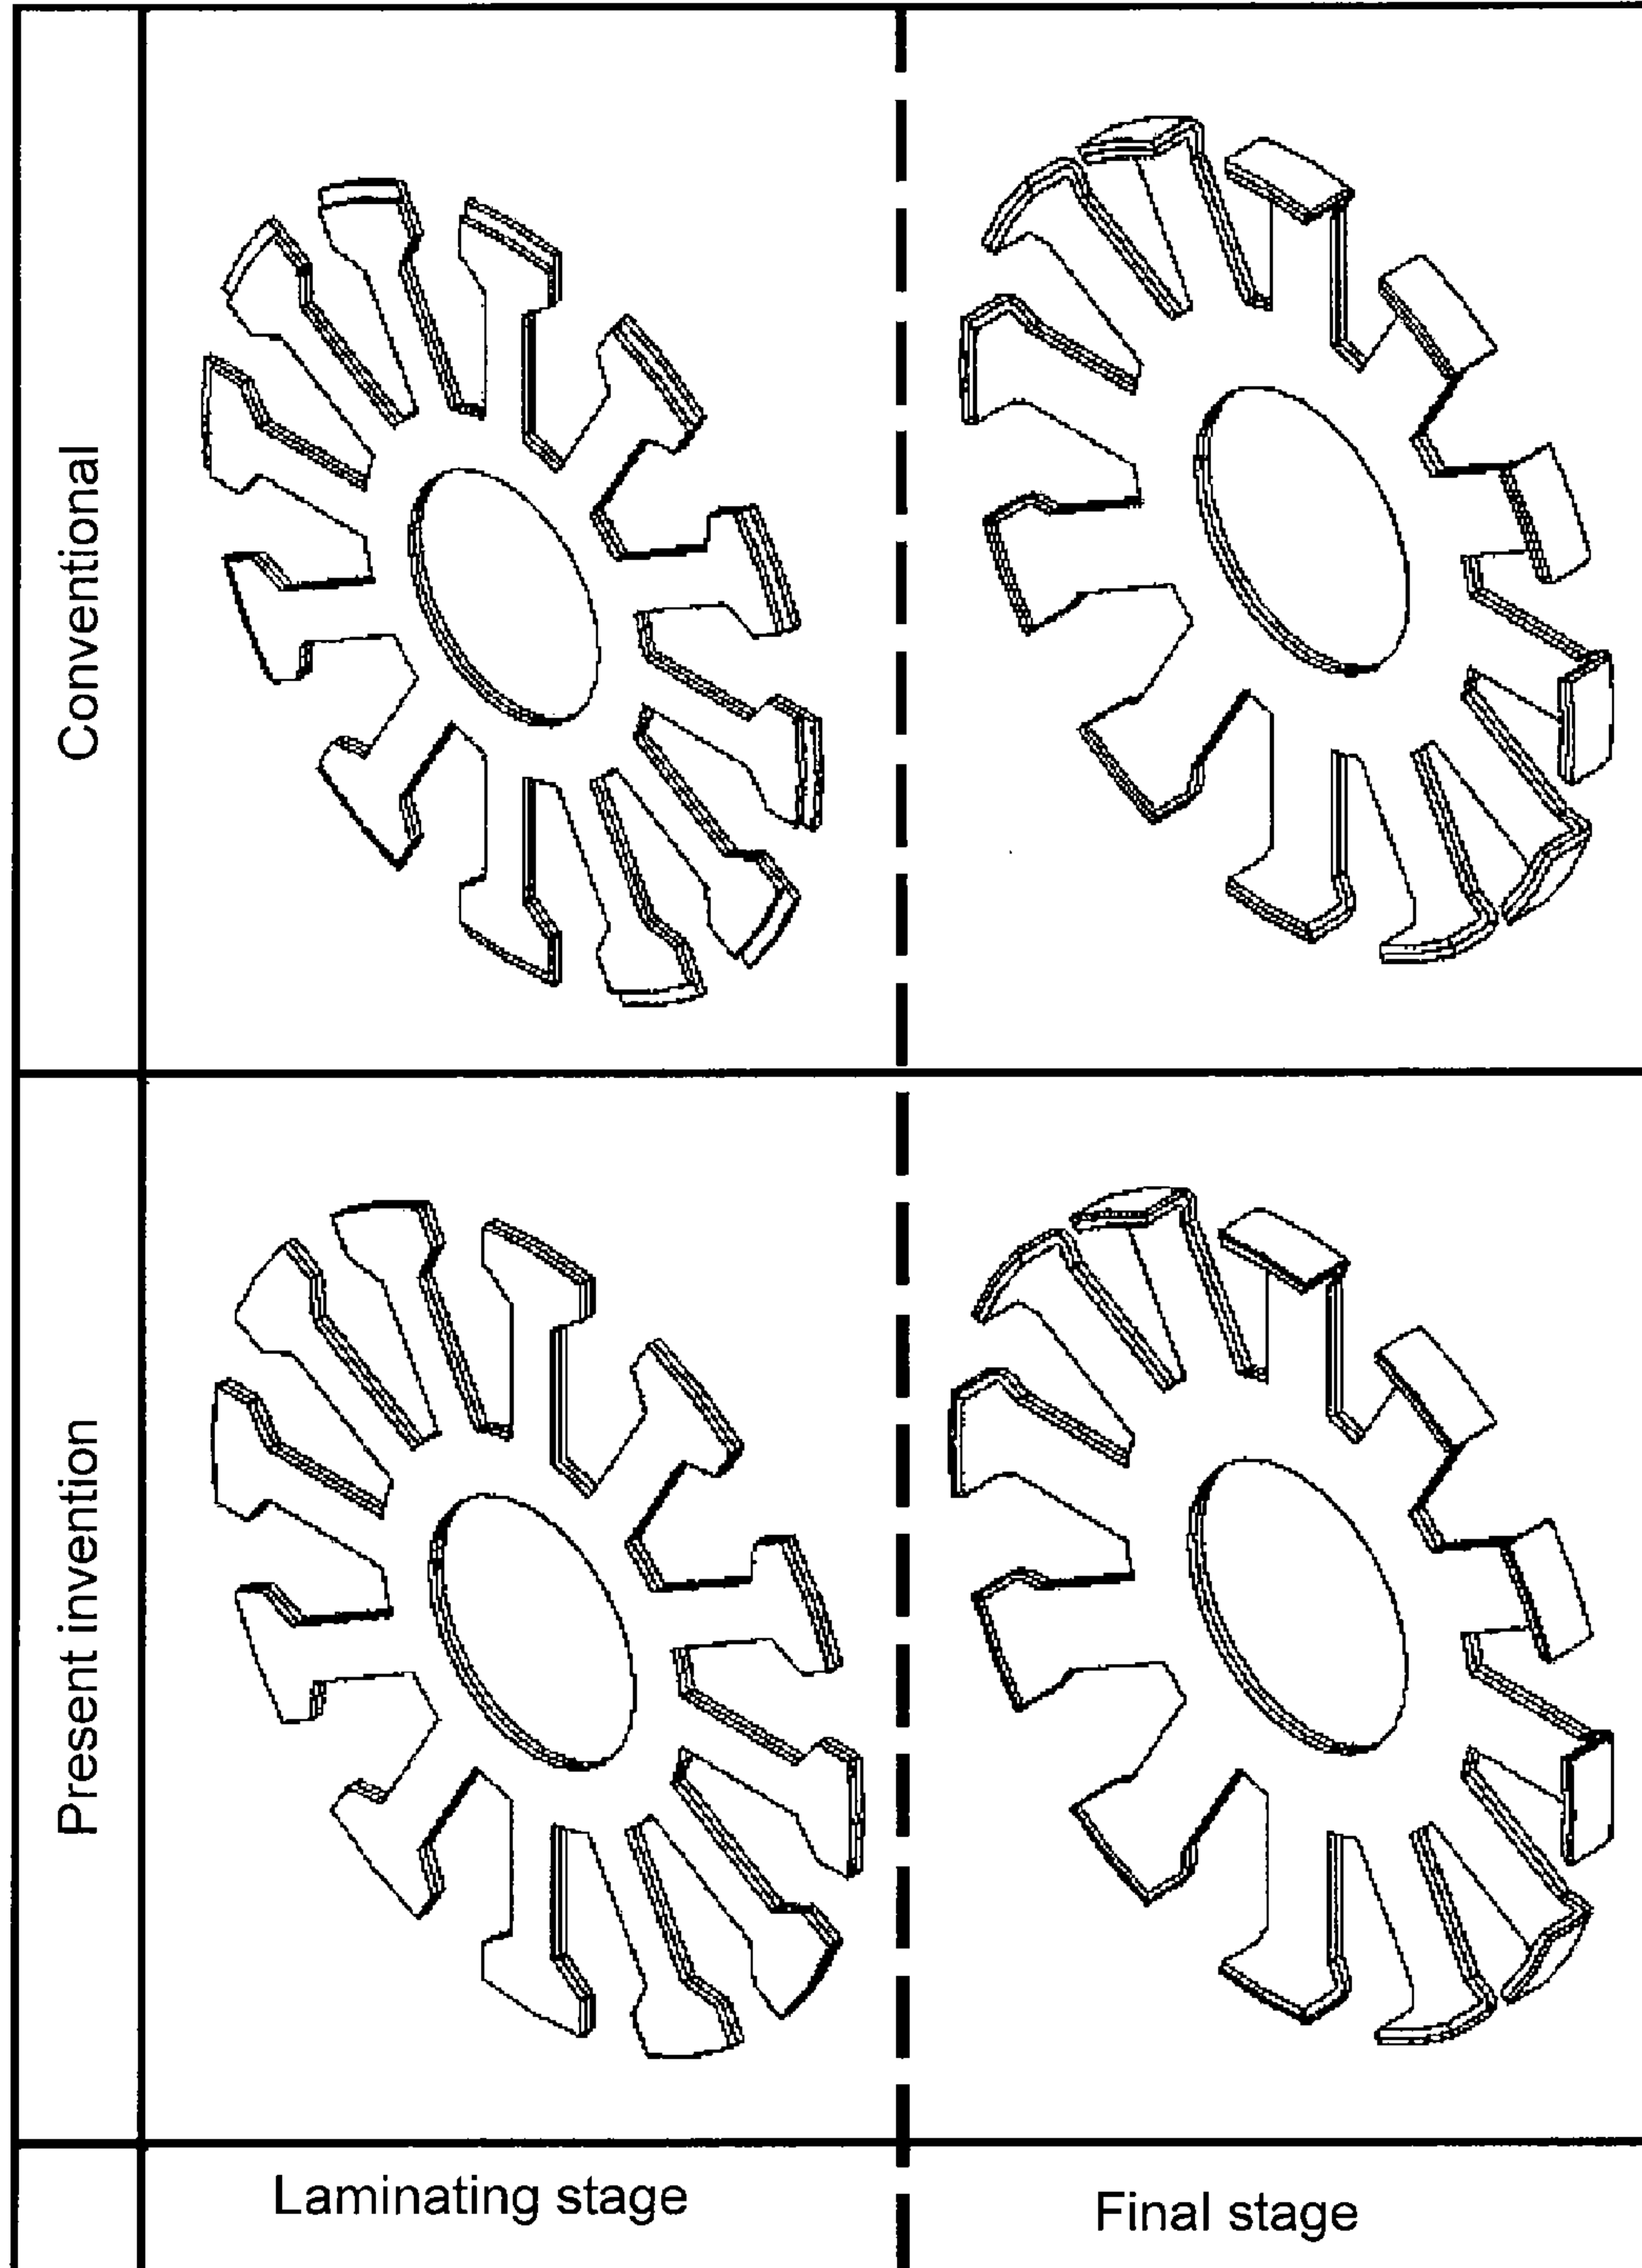 Conventional
Present invention
Laminating stage
Final stage